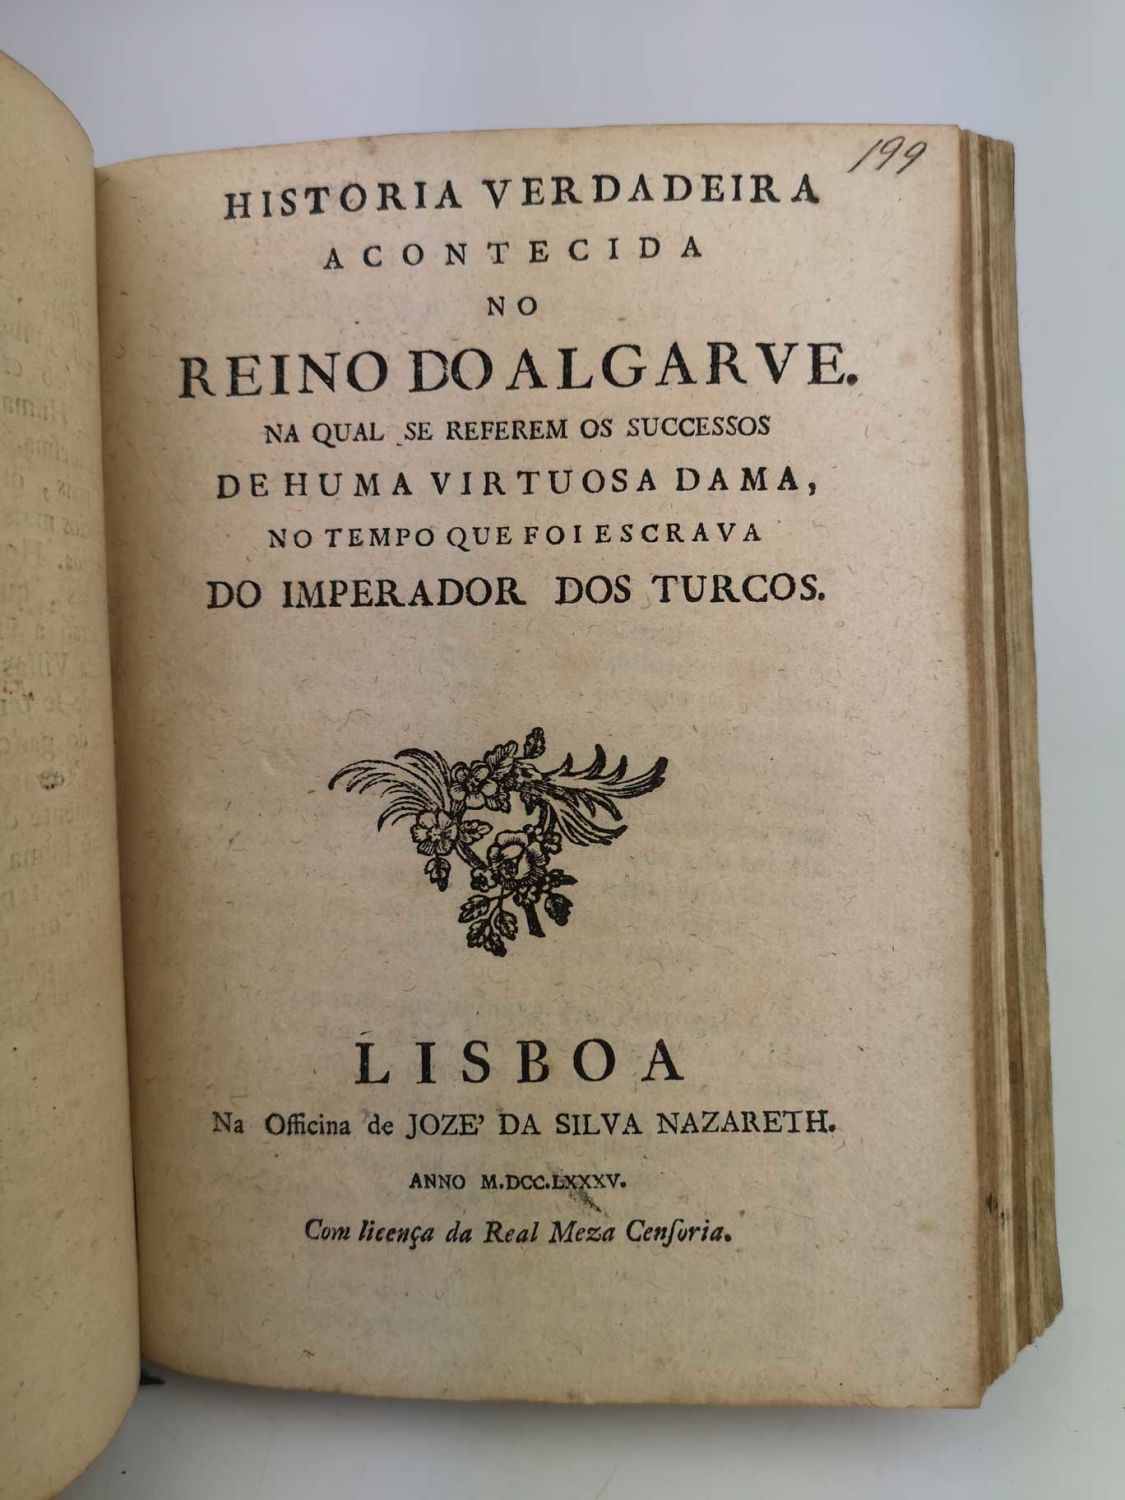 199
HISTORIA VERDADEIRA
ACONTECIDA
NO
REINO DO ALGARVE.
NA QUAL SE REFEREM OS SUCCESSOS
DE HUMA VIRTUOSA DAMA,
NO TEMPO QUE FOI ESCRAVA
DO IMPERADOR DOS TURCOS.
LISBOA
Na Officina de JOZE' DA SILVA NAZARETH.
ANNO M.DCC.LXXXV.
Com licença da Real Meza Cenſoria.